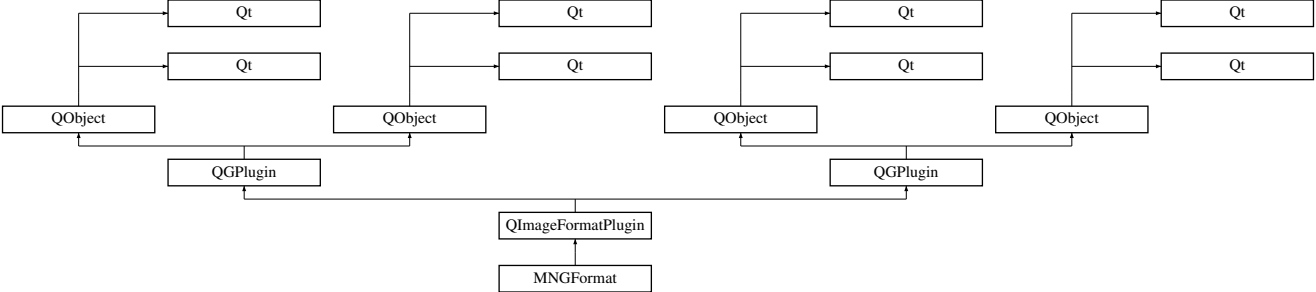 Qt Qt Qt Qt
Qt Qt Qt Qt
QObject QObject QObject QObject
QGPlugin QGPlugin
QImageFormatPlugin
MNGFormat